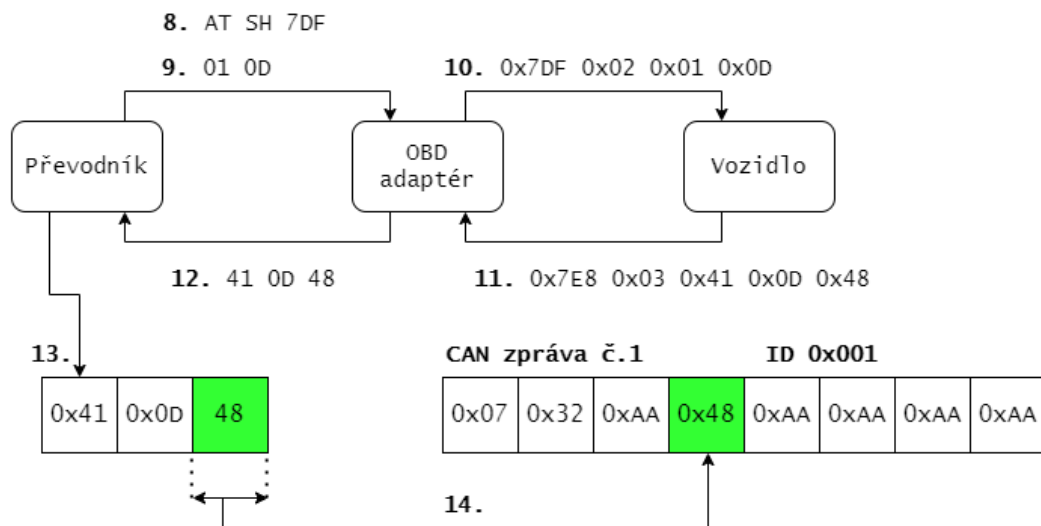 8. AT SH 7DF
9. 01 0D
10. 0x7DF 0x02 0x01 0x0D
Převodník
OBD
adaptér
Vozidlo
12. 41 0D 48
11. 0x7E8 0x03 0x41 0x0D 0x48
13.
CAN zpráva č.1 ID 0x001
0x41 0x0D 48
0x07 0x32 0xAA 0x48 0xAA 0xAA 0xAA 0xAA
14.